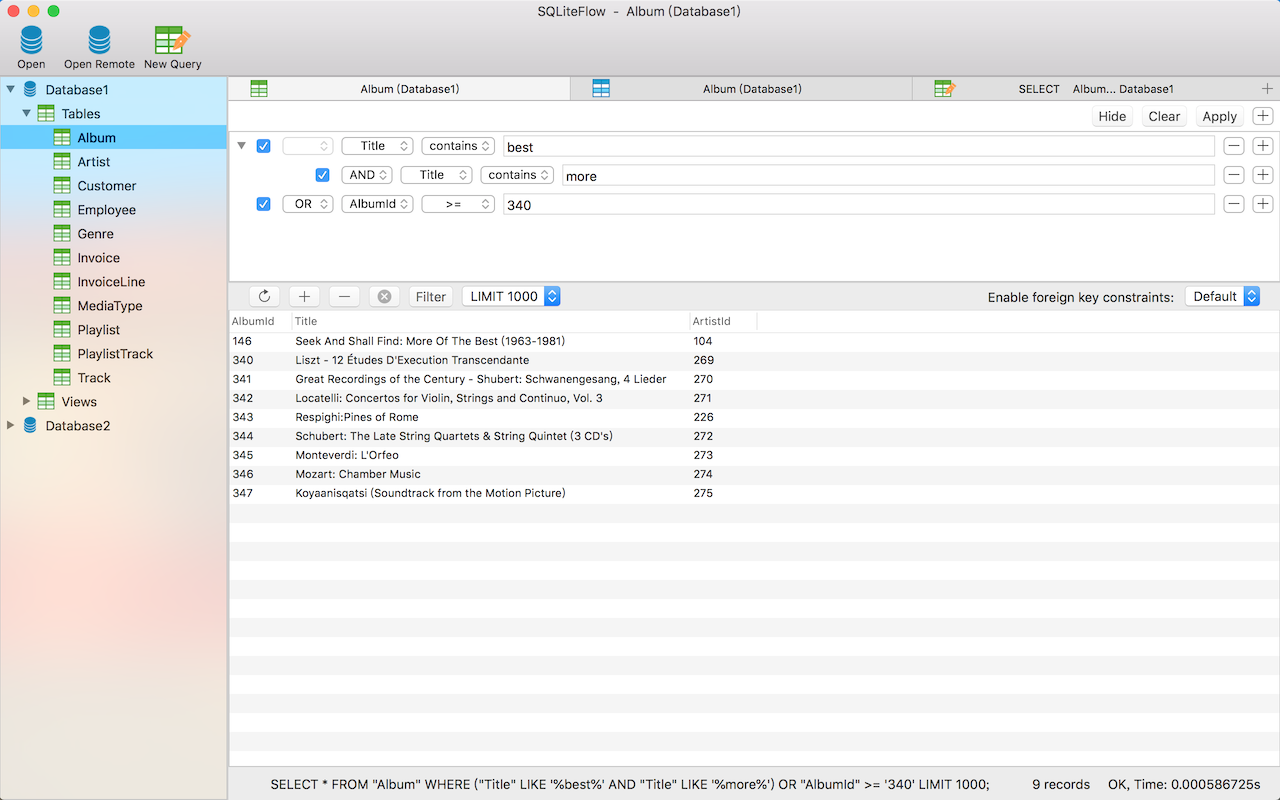 SQLiteFlow - Album (Database1)
Open Open Remote New Query
Database1
Tables
Album
Artist
Customer
Employee
Genre
Invoice
InvoiceLine
MediaType
Playlist
PlaylistTrack
Track
Views
Database2
Album (Database1) Album (Database1) SELECT Album... Database1
Hide Clear Apply
Title contains best
AND Title contains more
OR AlbumId >= 340
Filter LIMIT 1000 Enable foreign key constraints: Default
AlbumId Title ArtistId
146 Seek And Shall Find: More Of The Best (1963-1981) 104
340 Liszt - 12 Études D'Execution Transcendante 269
341 Great Recordings of the Century - Shubert: Schwanengesang, 4 Lieder 270
342 Locatelli: Concertos for Violin, Strings and Continuo, Vol. 3 271
343 Respighi:Pines of Rome 226
344 Schubert: The Late String Quartets & String Quintet (3 CD's) 272
345 Monteverdi: L'Orfeo 273
346 Mozart: Chamber Music 274
347 Koyaanisqatsi (Soundtrack from the Motion Picture) 275
SELECT * FROM "Album" WHERE ("Title" LIKE '%best%' AND "Title" LIKE '%more%') OR "AlbumId" >= '340' LIMIT 1000; 9 records OK, Time: 0.000586725s